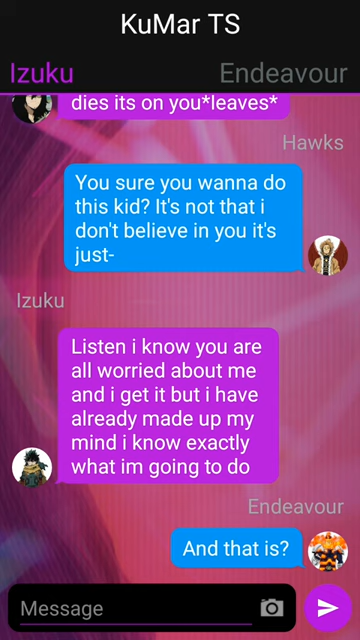 KuMar TS
Izuku
Endeavour
dies its on you*leaves*
Hawks
You sure you wanna do
this kid? It's not that i
don't believe in you it's
just-
Izuku
Listen i know you are
all worried about me
and i get it but i have
already made up my
mind i know exactly
what im going to do
Endeavour
And that is?
Message